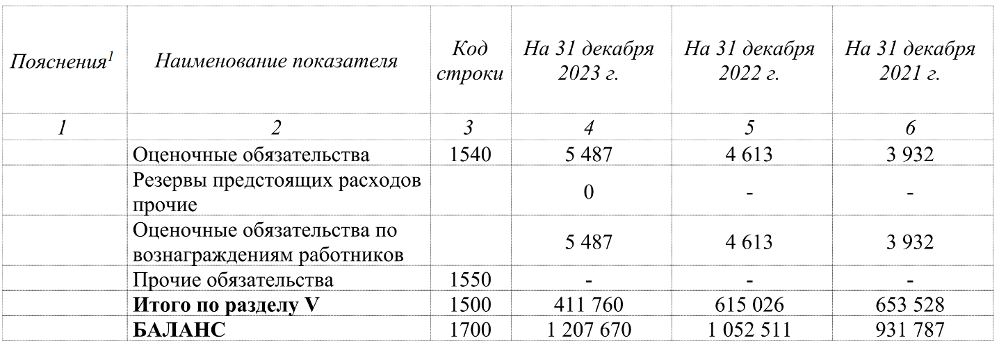 Пояснения¹ Наименование показателя Код строки На 31 декабря 2023 г. На 31 декабря 2022 г. На 31 декабря 2021 г.
1 2 3 4 5 6
Оценочные обязательства 1540 5 487 4 613 3 932
Резервы предстоящих расходов
прочие 0 - -
Оценочные обязательства по
вознаграждениям работников 5 487 4 613 3 932
Прочие обязательства 1550 - - -
Итого по разделу V 1500 411 760 615 026 653 528
БАЛАНС 1700 1 207 670 1 052 511 931 787